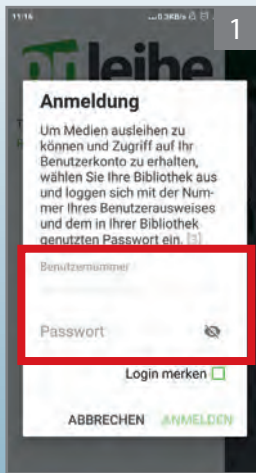 11:16
...0,3KB/s
1
leihe
Anmeldung
Um Medien ausleihen zu
können und Zugriff auf Ihr
Benutzerkonto zu erhalten,
wählen Sie Ihre Bibliothek aus
und loggen sich mit der Num-
mer Ihres Benutzerausweises
und dem in Ihrer Bibliothek
genutzten Passwort ein. [3]
Benutzernummer
Passwort
Login merken
ABBRECHEN ANMELDEN